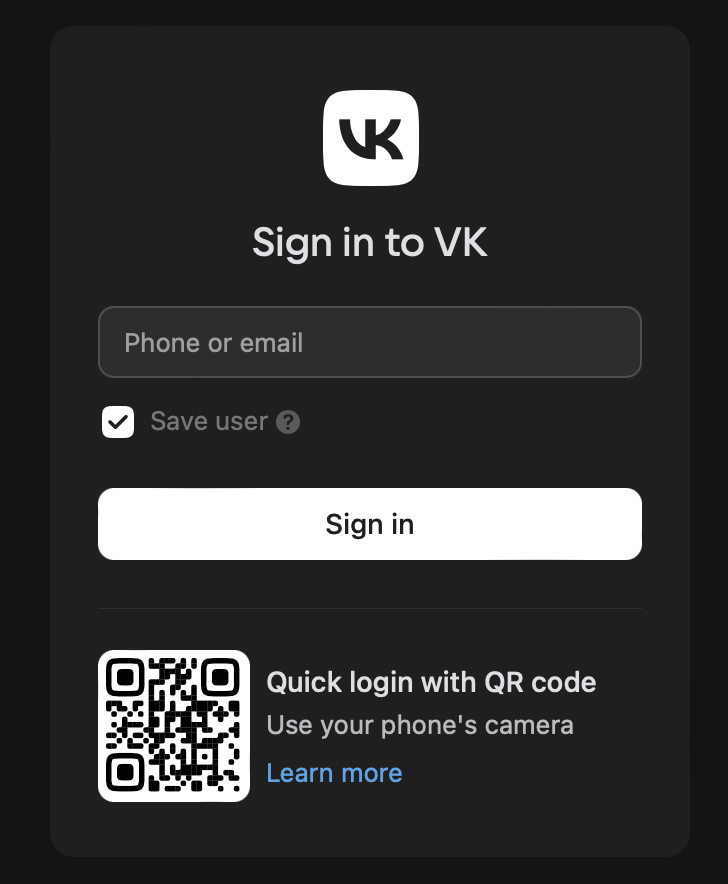 VK
Sign in to VK
Phone or email
Save user ?
Sign in
Quick login with QR code
Use your phone's camera
Learn more